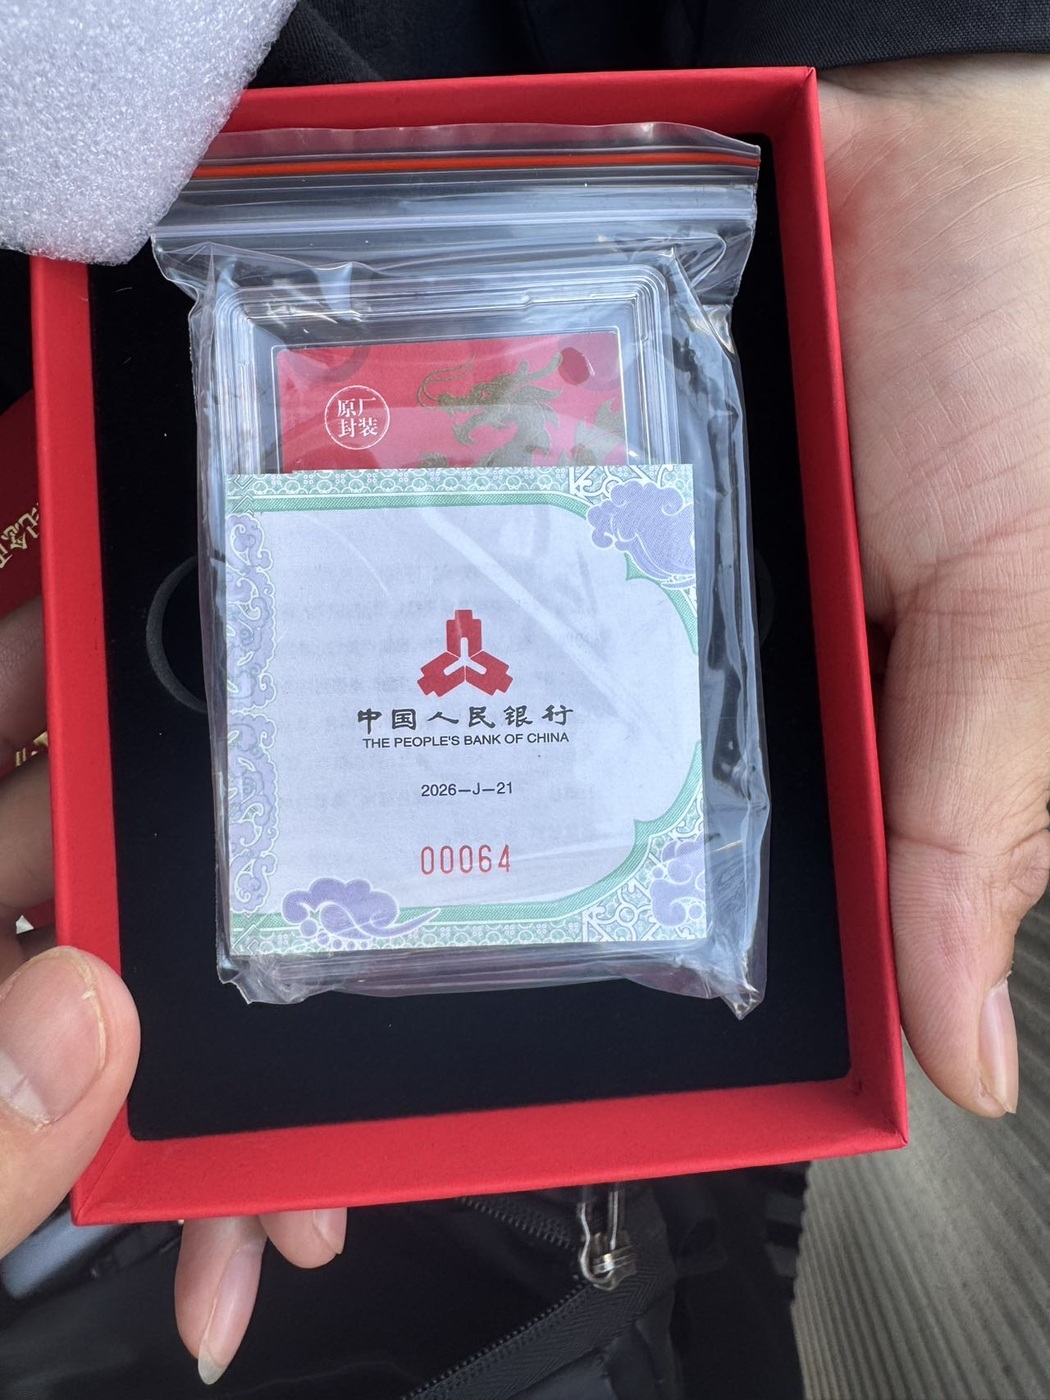 原厂
封装
中国人民银行
THE PEOPLE'S BANK OF CHINA
2026-J-21
00064